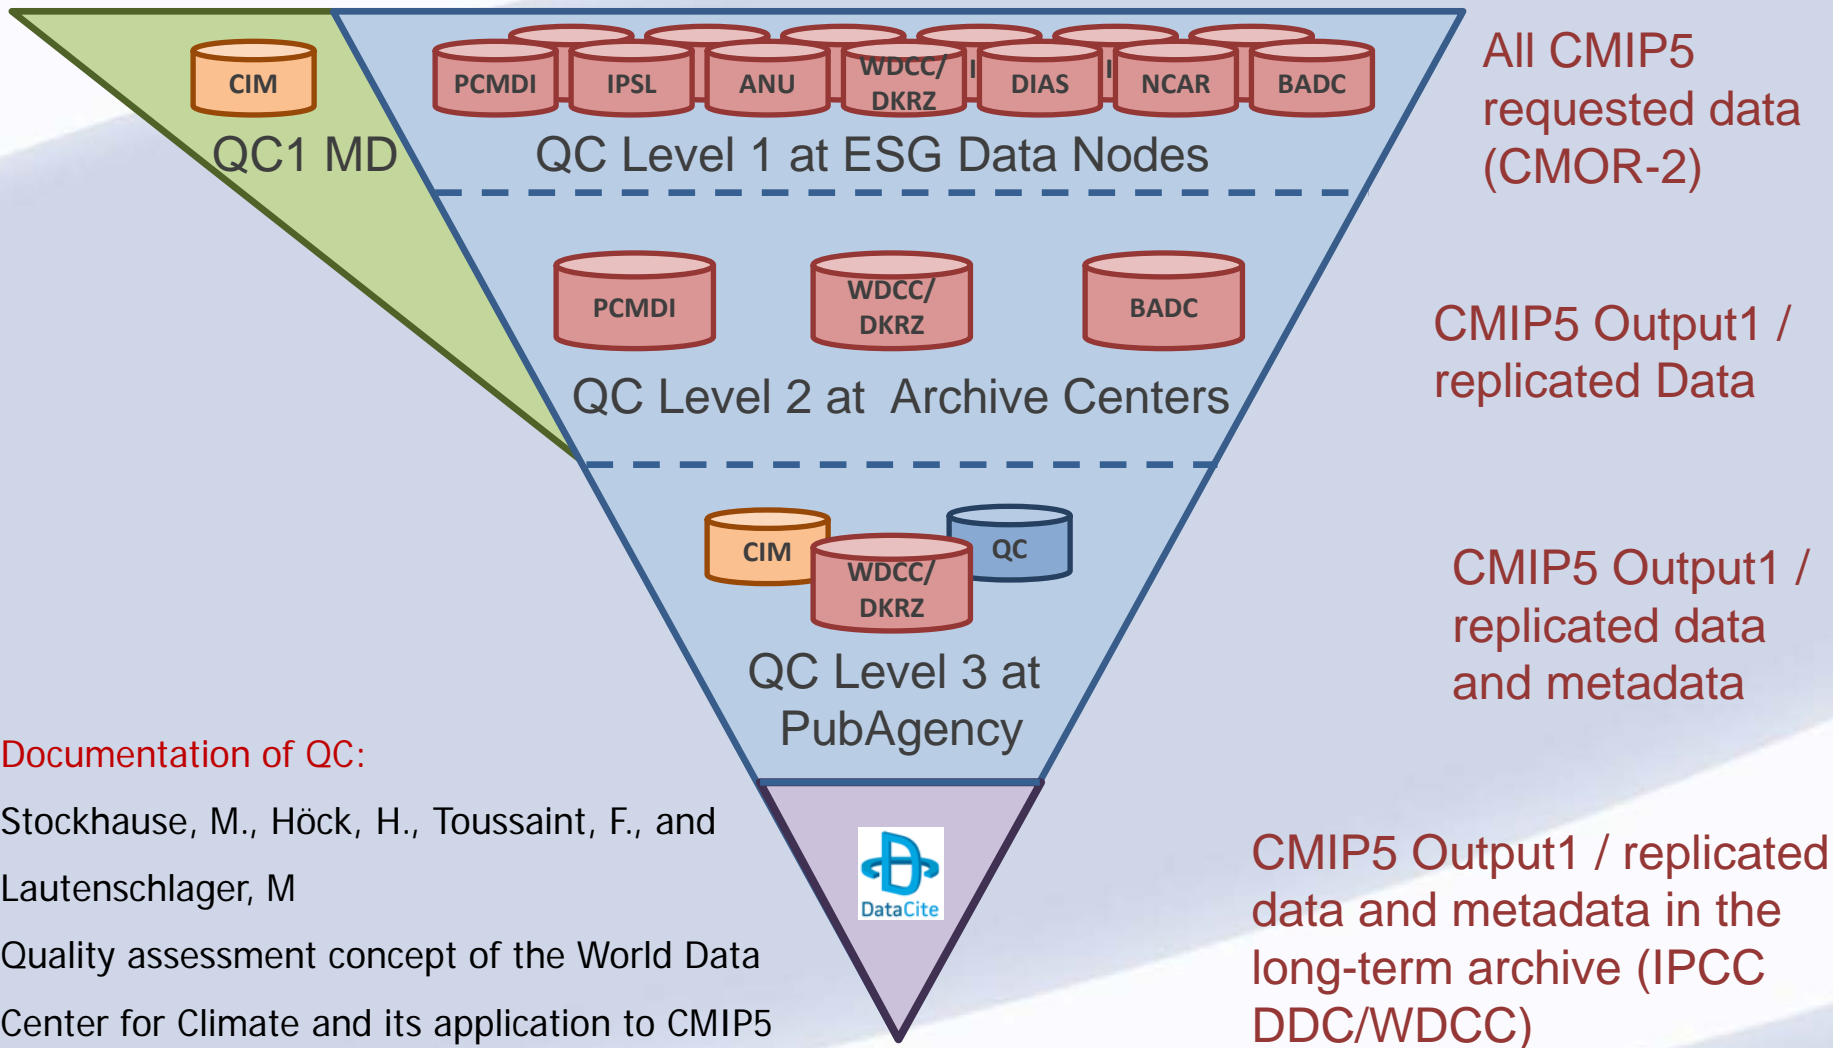 CIM
QC1 MD
PCMDI
IPSL
ANU
WDCC/
DKRZ
DIAS
NCAR
BADC
QC Level 1 at ESG Data Nodes
All CMIP5
requested data
(CMOR-2)
PCMDI
WDCC/
DKRZ
BADC
QC Level 2 at Archive Centers
CMIP5 Output1 /
replicated Data
CIM
WDCC/
DKRZ
QC
QC Level 3 at
PubAgency
CMIP5 Output1 /
replicated data
and metadata
DataCite
CMIP5 Output1 / replicated
data and metadata in the
long-term archive (IPCC
DDC/WDCC)
Documentation of QC:
Stockhause, M., Höck, H., Toussaint, F., and
Lautenschlager, M
Quality assessment concept of the World Data
Center for Climate and its application to CMIP5